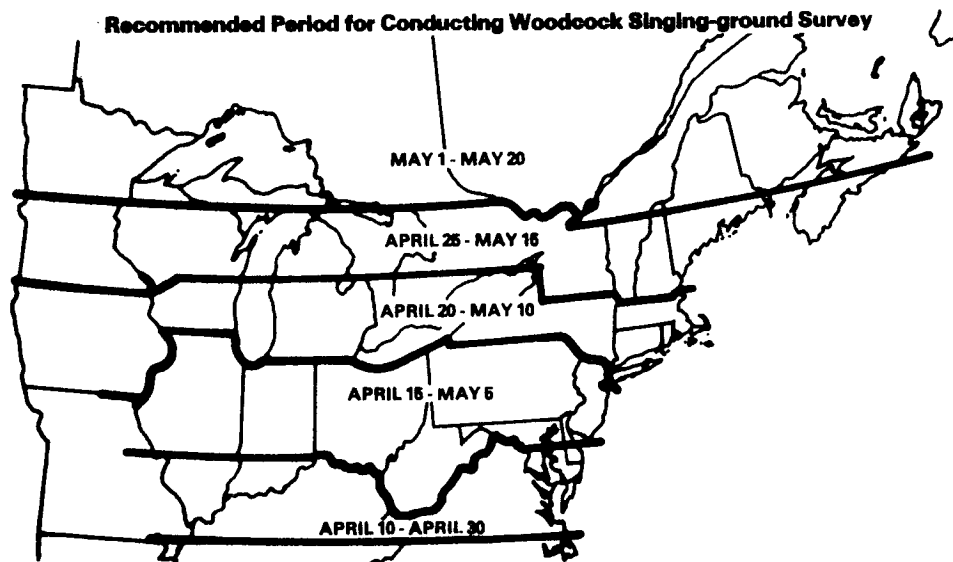 Recommended Period for Conducting Woodcock Singing-ground Survey
MAY 1 - MAY 20
APRIL 25 - MAY 15
APRIL 20 - MAY 10
APRIL 15 - MAY 5
APRIL 10 - APRIL 30